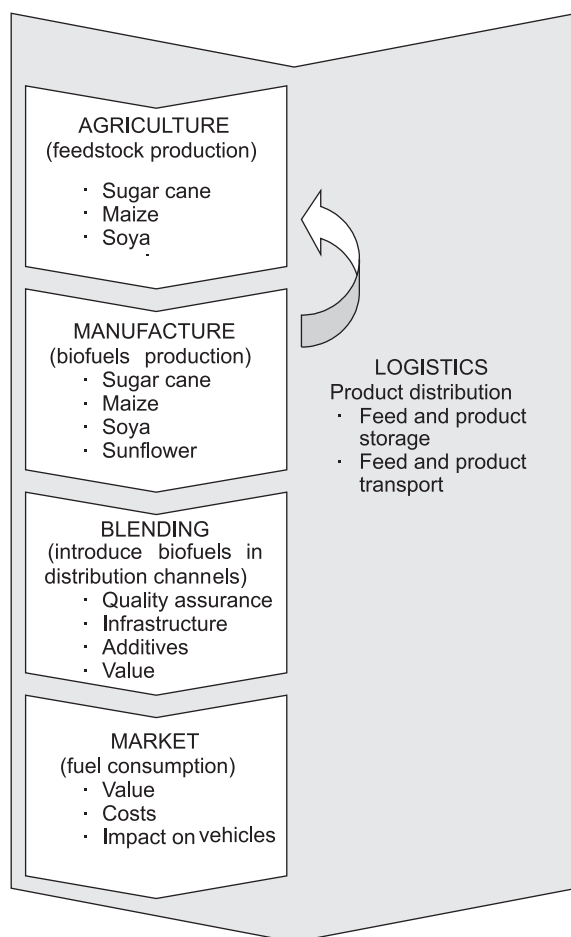 AGRICULTURE
(feedstock production)
· Sugar cane
· Maize
· Soya
·
MANUFACTURE
(biofuels production)
· Sugar cane
· Maize
· Soya
· Sunflower
BLENDING
(introduce biofuels in
distribution channels)
· Quality assurance
· Infrastructure
· Additives
· Value
MARKET
(fuel consumption)
· Value
· Costs
· Impact on vehicles
LOGISTICS
Product distribution
· Feed and product
storage
· Feed and product
transport